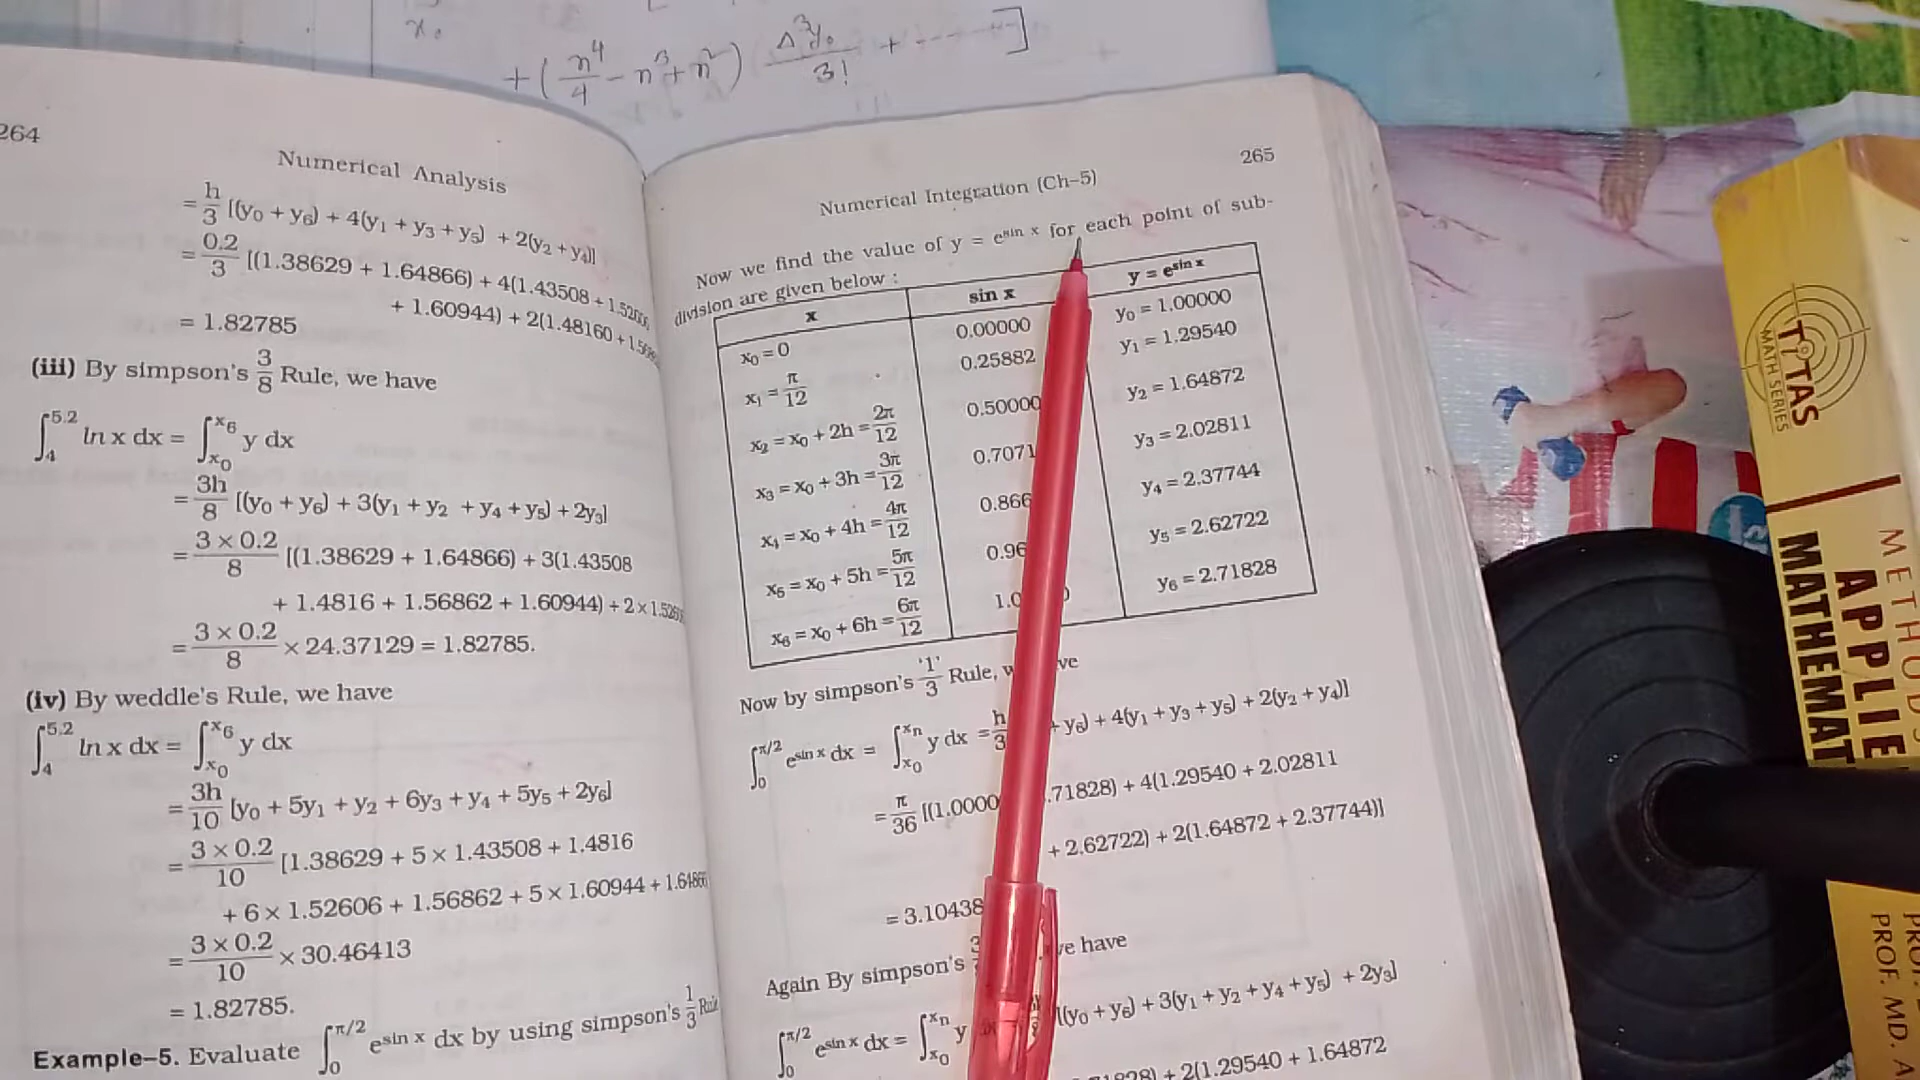 x₀
+ (n⁴/4 - n³ + n²) Δ³y₀/3! + ------ ]
264
Numerical Analysis
= h/3 [(y₀ + y₆) + 4(y₁ + y₃ + y₅) + 2(y₂ + y₄)]
= 0.2/3 [(1.38629 + 1.64866) + 4(1.43508 + 1.52606
+ 1.60944) + 2(1.48160 +
= 1.82785
(iii) By simpson's 3/8 Rule, we have
∫₄^5.2 ln x dx = ∫x₀^x₆ y dx
= 3h/8 [(y₀ + y₆) + 3(y₁ + y₂ + y₄ + y₅) + 2y₃]
= 3 × 0.2/8 [(1.38629 + 1.64866) + 3(1.43508
+ 1.4816 + 1.56862 + 1.60944) + 2 ×
= 3 × 0.2/8 × 24.37129 = 1.82785.
(iv) By weddle's Rule, we have
∫₄^5.2 ln x dx = ∫x₀^x₆ y dx
= 3h/10 [y₀ + 5y₁ + y₂ + 6y₃ + y₄ + 5y₅ + 2y₆]
= 3 × 0.2/10 [1.38629 + 5 × 1.43508 + 1.4816
+ 6 × 1.52606 + 1.56862 + 5 × 1.60944 + 1.64866
= 3 × 0.2/10 × 30.46413
= 1.82785.
Example–5. Evaluate ∫₀^π/2 e^sin x dx by using simpson's 1/3 Rule
265
Numerical Integration (Ch–5)
Now we find the value of y = e^sin x for each point of sub-
division are given below :
x sin x y = e^sin x
x₀ = 0 0.00000 y₀ = 1.00000
x₁ = π/12 0.25882 y₁ = 1.29540
x₂ = x₀ + 2h = 2π/12 0.50000 y₂ = 1.64872
x₃ = x₀ + 3h = 3π/12 0.7071 y₃ = 2.02811
x₄ = x₀ + 4h = 4π/12 0.866 y₄ = 2.37744
x₅ = x₀ + 5h = 5π/12 0.96 y₅ = 2.62722
x₆ = x₀ + 6h = 6π/12 1.0 y₆ = 2.71828
Now by simpson's '1'/3 Rule, ve
∫₀^π/2 e^sin x dx = ∫x₀^xₙ y dx = h/3 + y₆) + 4(y₁ + y₃ + y₅) + 2(y₂ + y₄)]
= π/36 [(1.0000 .71828) + 4(1.29540 + 2.02811
+ 2.62722) + 2(1.64872 + 2.37744)]
= 3.10438
Again By simpson's ve have
∫₀^π/2 e^sin x dx = ∫x₀^xₙ y [(y₀ + y₆) + 3(y₁ + y₂ + y₄ + y₅) + 2y₃]
+ 2(1.29540 + 1.64872
TITAS
MATH SERIES
METHODS
APPLIE
MATHEMAT
PROF. MD. A